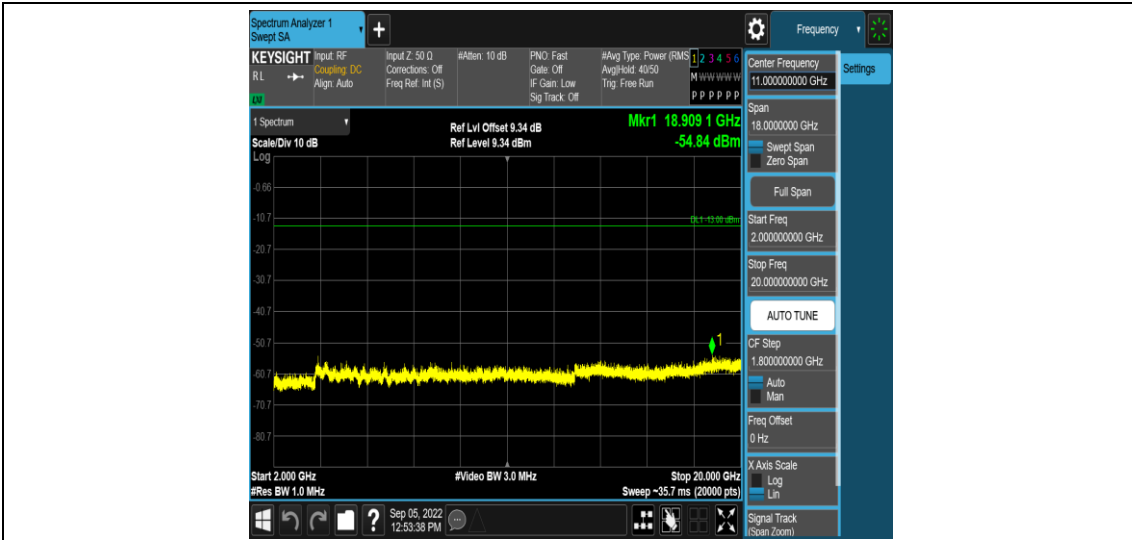 Spectrum Analyzer 1
Swept SA
+
Frequency
KEYSIGHT
RL
LXI
Input: RF
Coupling: DC
Align: Auto
Input Z: 50 Ω
Corrections: Off
Freq Ref: Int (S)
#Atten: 10 dB
PNO: Fast
Gate: Off
IF Gain: Low
Sig Track: Off
#Avg Type: Power (RMS
Avg|Hold: 40/50
Trig: Free Run
1 2 3 4 5 6
M W W W W W
P P P P P P
1 Spectrum
Scale/Div 10 dB
Log
Ref Lvl Offset 9.34 dB
Ref Level 9.34 dBm
Mkr1 18.909 1 GHz
-54.84 dBm
-0.66
-10.7
DL1 -13.00 dBm
-20.7
-30.7
-40.7
-50.7
1
-60.7
-70.7
-80.7
Start 2.000 GHz
#Res BW 1.0 MHz
#Video BW 3.0 MHz
Stop 20.000 GHz
Sweep ~35.7 ms (20000 pts)
?
Sep 05, 2022
12:53:38 PM
Center Frequency
11.000000000 GHz
Settings
Span
18.0000000 GHz
Swept Span
Zero Span
Full Span
Start Freq
2.000000000 GHz
Stop Freq
20.000000000 GHz
AUTO TUNE
CF Step
1.800000000 GHz
Auto
Man
Freq Offset
0 Hz
X Axis Scale
Log
Lin
Signal Track
(Span Zoom)